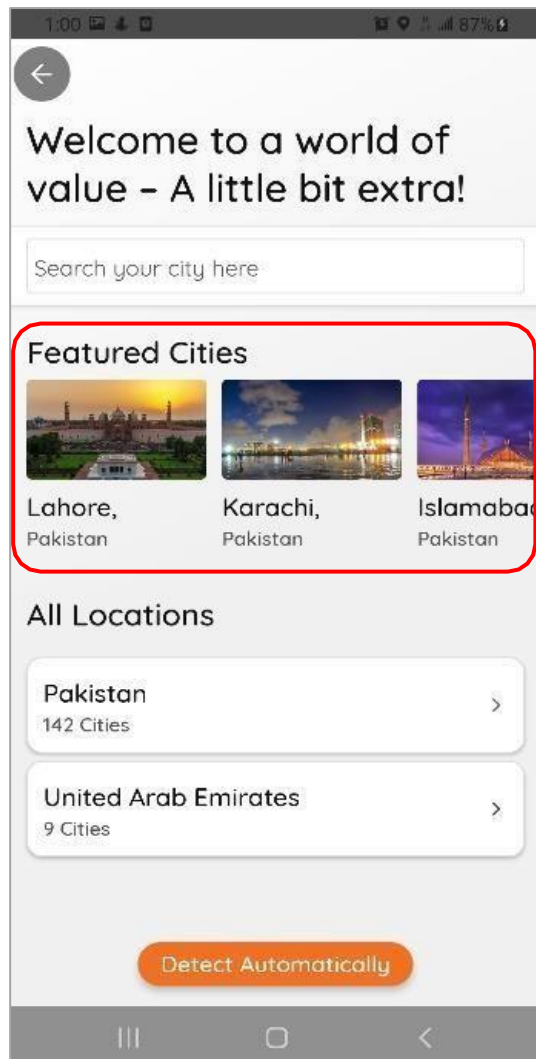 1:00
87%
Welcome to a world of
value – A little bit extra!
Search your city here
Featured Cities
Lahore,
Pakistan
Karachi,
Pakistan
Islamabad
Pakistan
All Locations
Pakistan
142 Cities
United Arab Emirates
9 Cities
Detect Automatically